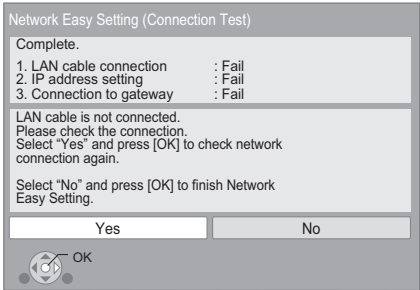 Network Easy Setting (Connection Test)
Complete.
1. LAN cable connection : Fail
2. IP address setting : Fail
3. Connection to gateway : Fail
LAN cable is not connected.
Please check the connection.
Select “Yes” and press [OK] to check network
connection again.
Select “No” and press [OK] to finish Network
Easy Setting.
Yes No
OK